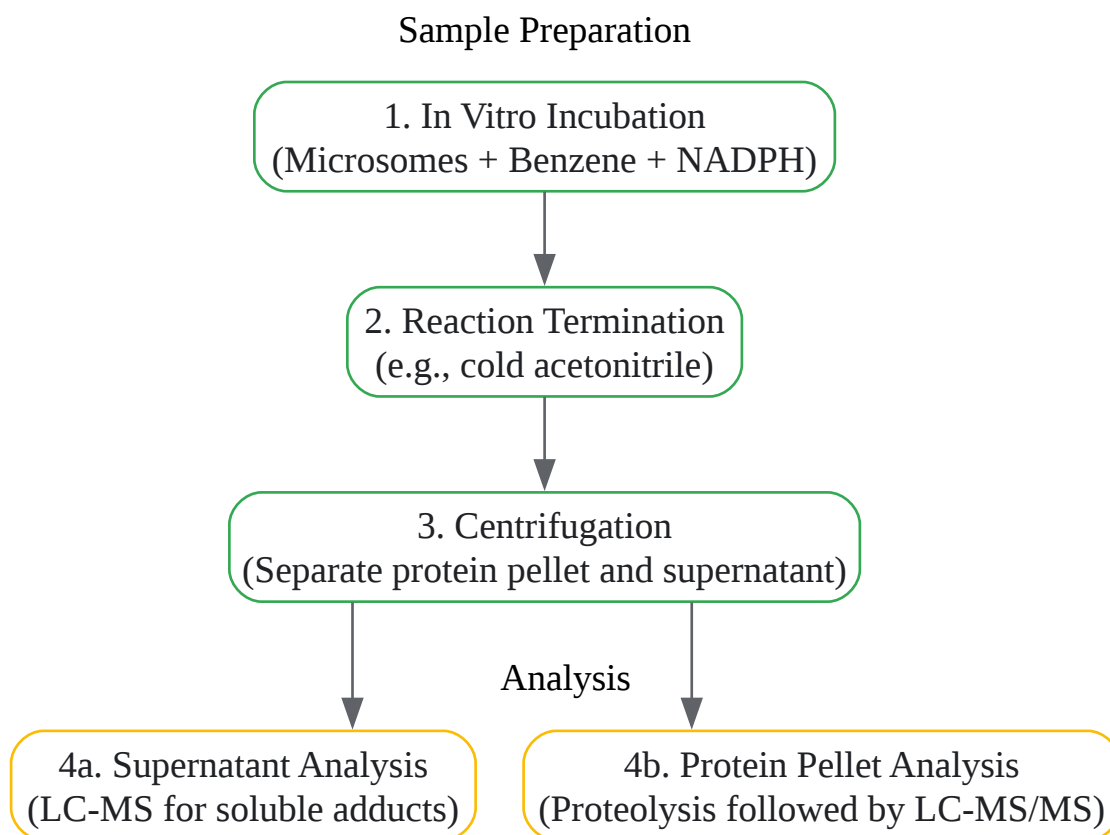 Sample Preparation
1. In Vitro Incubation
(Microsomes + Benzene + NADPH)
2. Reaction Termination
(e.g., cold acetonitrile)
3. Centrifugation
(Separate protein pellet and supernatant)
Analysis
4a. Supernatant Analysis
(LC-MS for soluble adducts)
4b. Protein Pellet Analysis
(Proteolysis followed by LC-MS/MS)